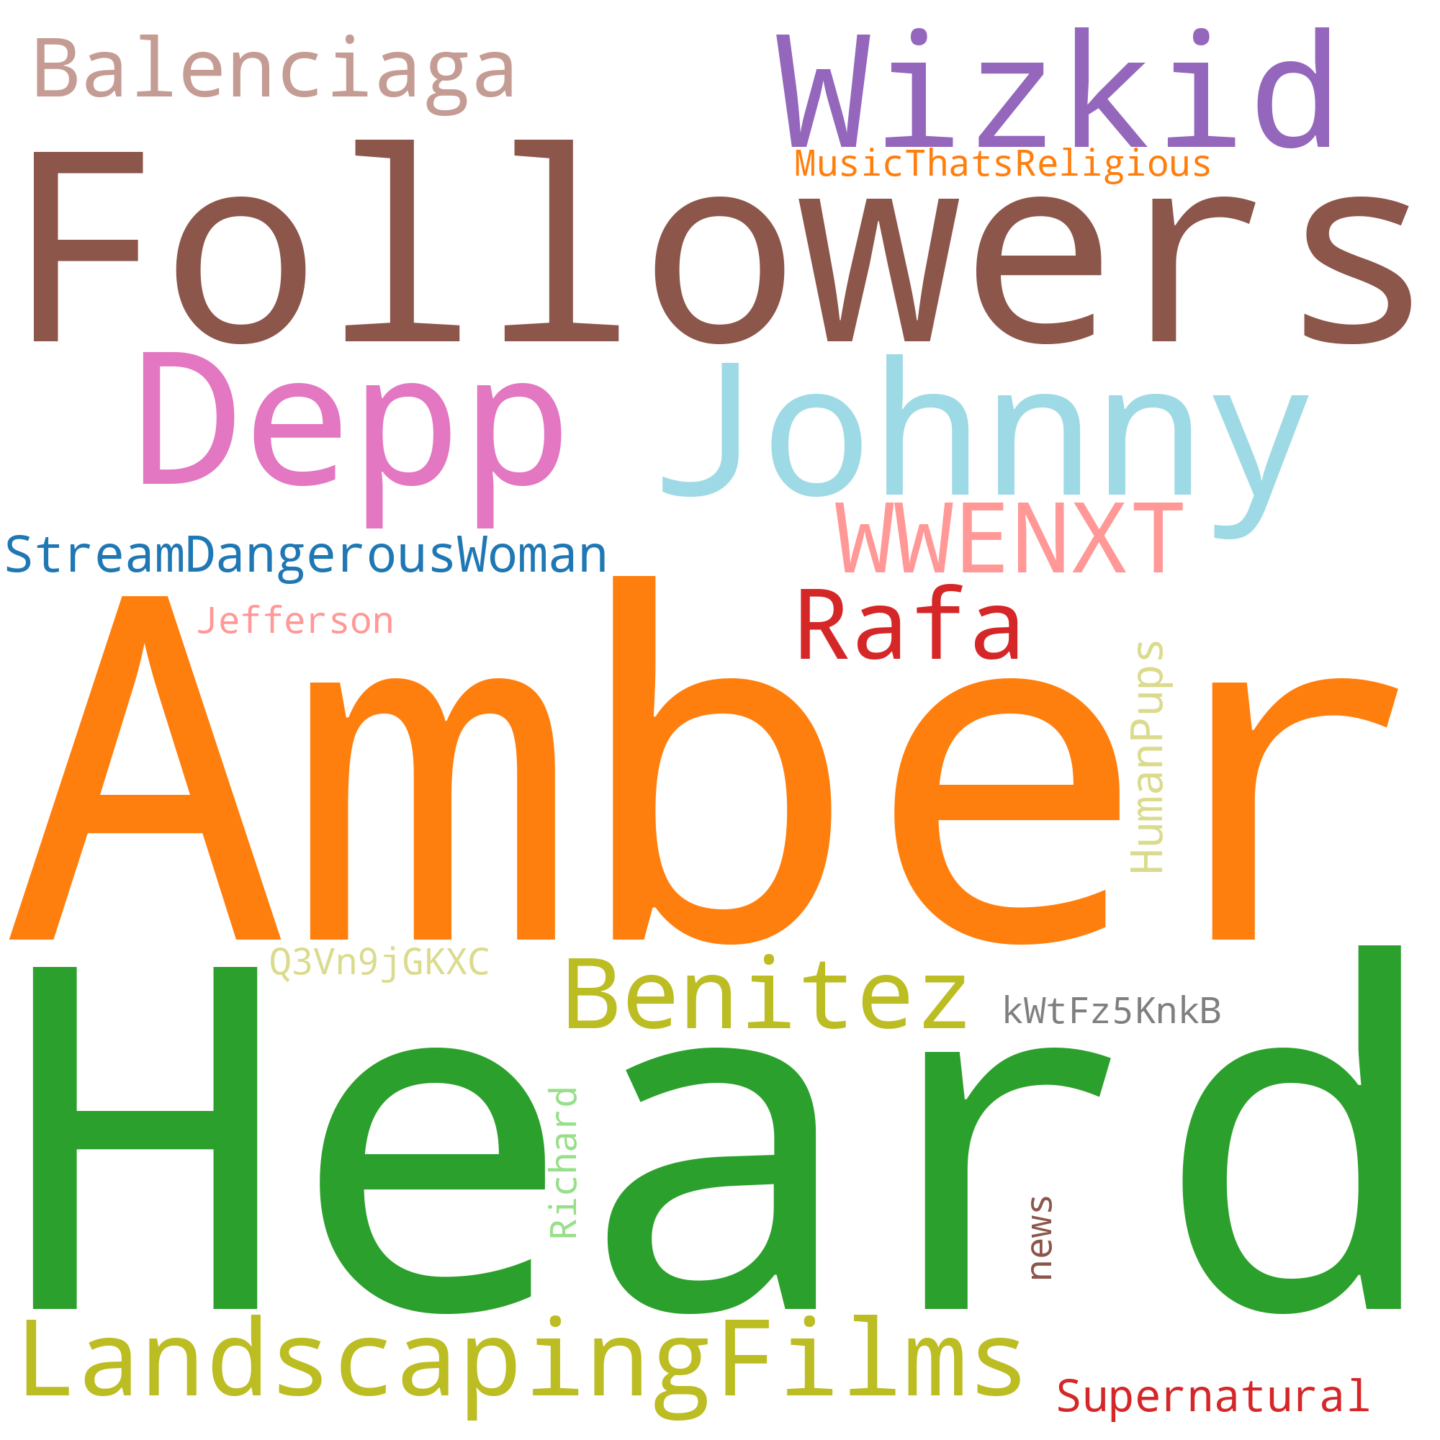 Balenciaga
Wizkid
MusicThatsReligious
Followers
Depp
Johnny
WWENXT
StreamDangerousWoman
Rafa
Jefferson
Amber
HumanPups
Q3Vn9jGKXC
Benitez
kWtFz5KnkB
Heard
Richard
news
LandscapingFilms
Supernatural